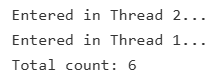 Entered in Thread 2...
Entered in Thread 1...
Total count: 6